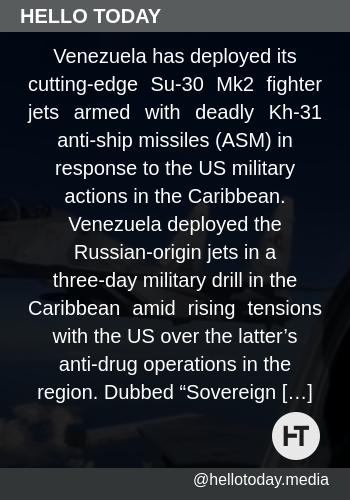 HELLO TODAY
Venezuela has deployed its
cutting-edge Su-30 Mk2 fighter
jets armed with deadly Kh-31
anti-ship missiles (ASM) in
response to the US military
actions in the Caribbean.
Venezuela deployed the
Russian-origin jets in a
three-day military drill in the
Caribbean amid rising tensions
with the US over the latter’s
anti-drug operations in the
region. Dubbed “Sovereign […]
HT
@hellotoday.media